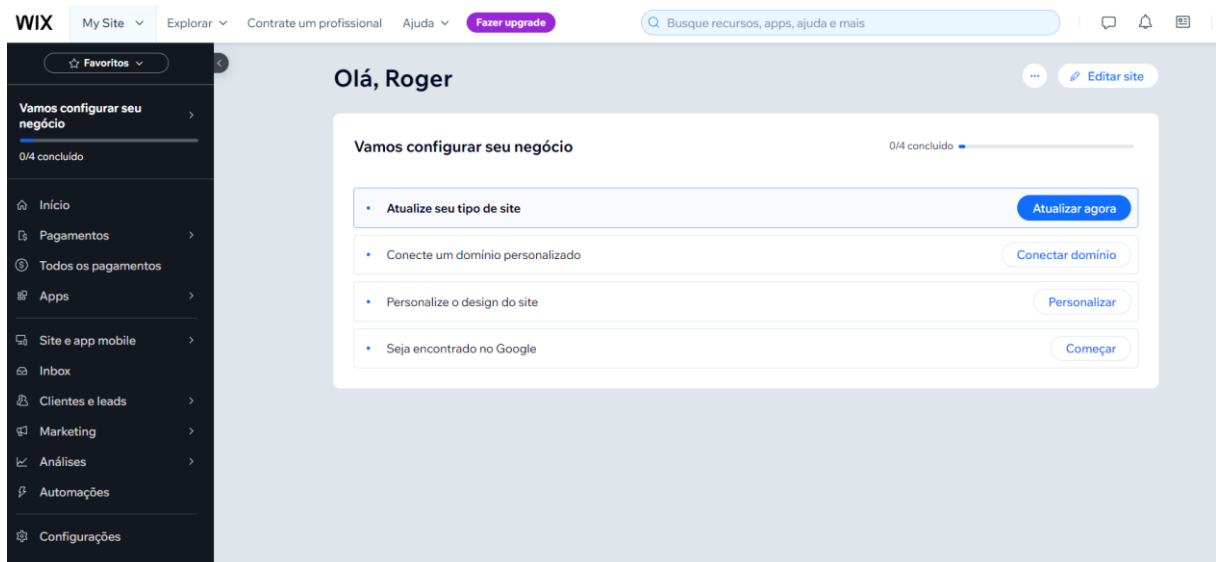 WIX My Site Explorar Contrate um profissional Ajuda Fazer upgrade Busque recursos, apps, ajuda e mais
Favoritos
Vamos configurar seu
negócio
0/4 concluído
Início
Pagamentos
Todos os pagamentos
Apps
Site e app mobile
Inbox
Clientes e leads
Marketing
Análises
Automações
Configurações
Olá, Roger
Editar site
Vamos configurar seu negócio 0/4 concluído
Atualize seu tipo de site Atualizar agora
Conecte um domínio personalizado Conectar domínio
Personalize o design do site Personalizar
Seja encontrado no Google Começar